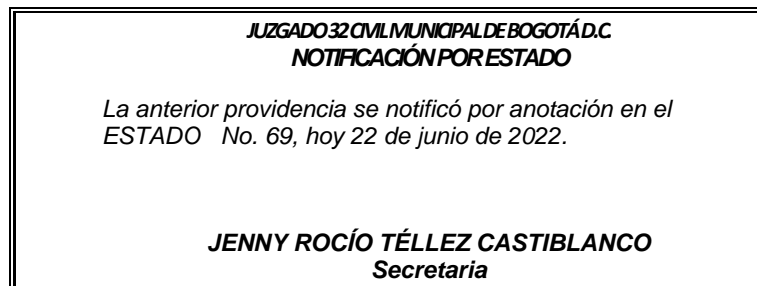 JUZGADO 32 CIVIL MUNICIPAL DE BOGOTÁ D.C.
NOTIFICACIÓN POR ESTADO
La anterior providencia se notificó por anotación en el
ESTADO No. 69, hoy 22 de junio de 2022.
JENNY ROCÍO TÉLLEZ CASTIBLANCO
Secretaria